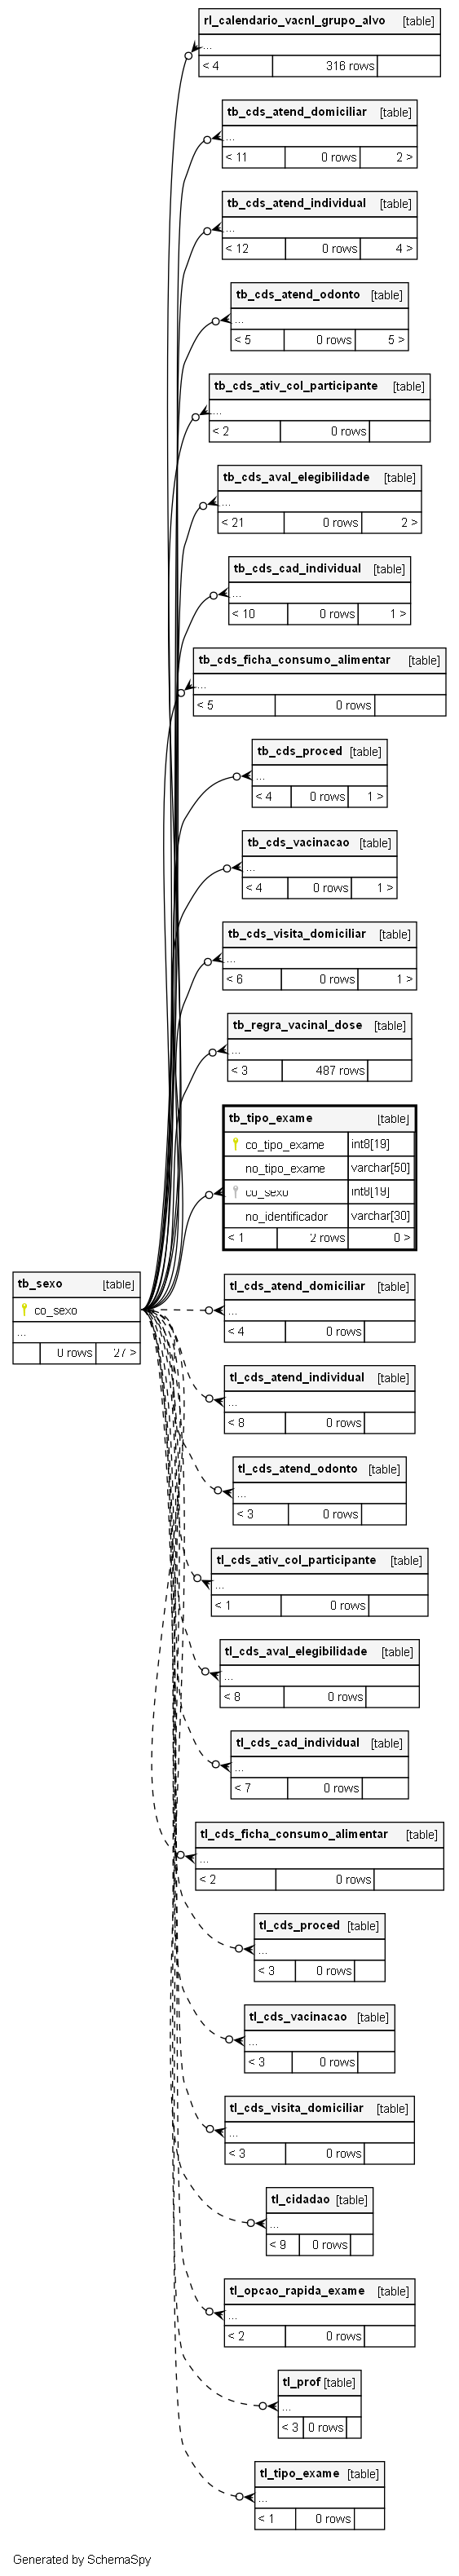 rl_calendario_vacnl_grupo_alvo [table]
...
< 4 316 rows
tb_cds_atend_domiciliar [table]
...
< 11 0 rows 2 >
tb_cds_atend_individual [table]
...
< 12 0 rows 4 >
tb_cds_atend_odonto [table]
...
< 5 0 rows 5 >
tb_cds_ativ_col_participante [table]
...
< 2 0 rows
tb_cds_aval_elegibilidade [table]
...
< 21 0 rows 2 >
tb_cds_cad_individual [table]
...
< 10 0 rows 1 >
tb_cds_ficha_consumo_alimentar [table]
...
< 5 0 rows
tb_cds_proced [table]
...
< 4 0 rows 1 >
tb_cds_vacinacao [table]
...
< 4 0 rows 1 >
tb_cds_visita_domiciliar [table]
...
< 6 0 rows 1 >
tb_regra_vacinal_dose [table]
...
< 3 487 rows
tb_tipo_exame [table]
co_tipo_exame int8[19]
no_tipo_exame varchar[50]
co_sexo int8[19]
no_identificador varchar[30]
< 1 2 rows 0 >
tb_sexo [table]
co_sexo
...
0 rows 27 >
tl_cds_atend_domiciliar [table]
...
< 4 0 rows
tl_cds_atend_individual [table]
...
< 8 0 rows
tl_cds_atend_odonto [table]
...
< 3 0 rows
tl_cds_ativ_col_participante [table]
...
< 1 0 rows
tl_cds_aval_elegibilidade [table]
...
< 8 0 rows
tl_cds_cad_individual [table]
...
< 7 0 rows
tl_cds_ficha_consumo_alimentar [table]
...
< 2 0 rows
tl_cds_proced [table]
...
< 3 0 rows
tl_cds_vacinacao [table]
...
< 3 0 rows
tl_cds_visita_domiciliar [table]
...
< 3 0 rows
tl_cidadao [table]
...
< 9 0 rows
tl_opcao_rapida_exame [table]
...
< 2 0 rows
tl_prof [table]
...
< 3 0 rows
tl_tipo_exame [table]
...
< 1 0 rows
Generated by SchemaSpy